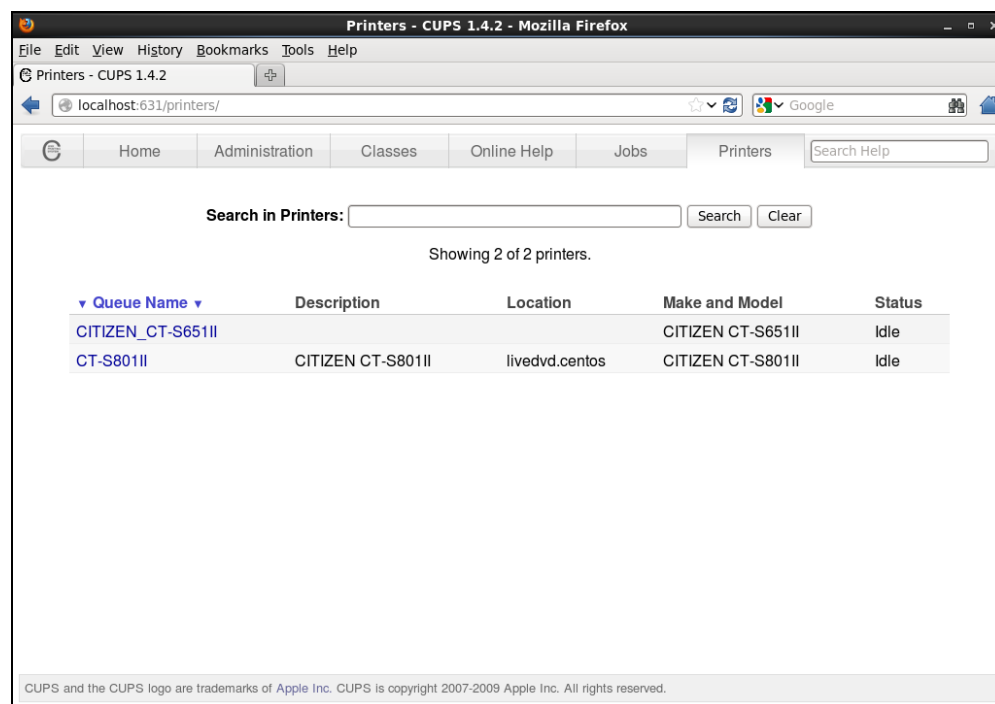 Printers - CUPS 1.4.2 - Mozilla Firefox
File Edit View History Bookmarks Tools Help
Printers - CUPS 1.4.2
localhost:631/printers/ Google
Home Administration Classes Online Help Jobs Printers Search Help
Search in Printers: Search Clear
Showing 2 of 2 printers.
▼ Queue Name ▼ Description Location Make and Model Status
CITIZEN_CT-S651II CITIZEN CT-S651II Idle
CT-S801II CITIZEN CT-S801II livedvd.centos CITIZEN CT-S801II Idle
CUPS and the CUPS logo are trademarks of Apple Inc. CUPS is copyright 2007-2009 Apple Inc. All rights reserved.